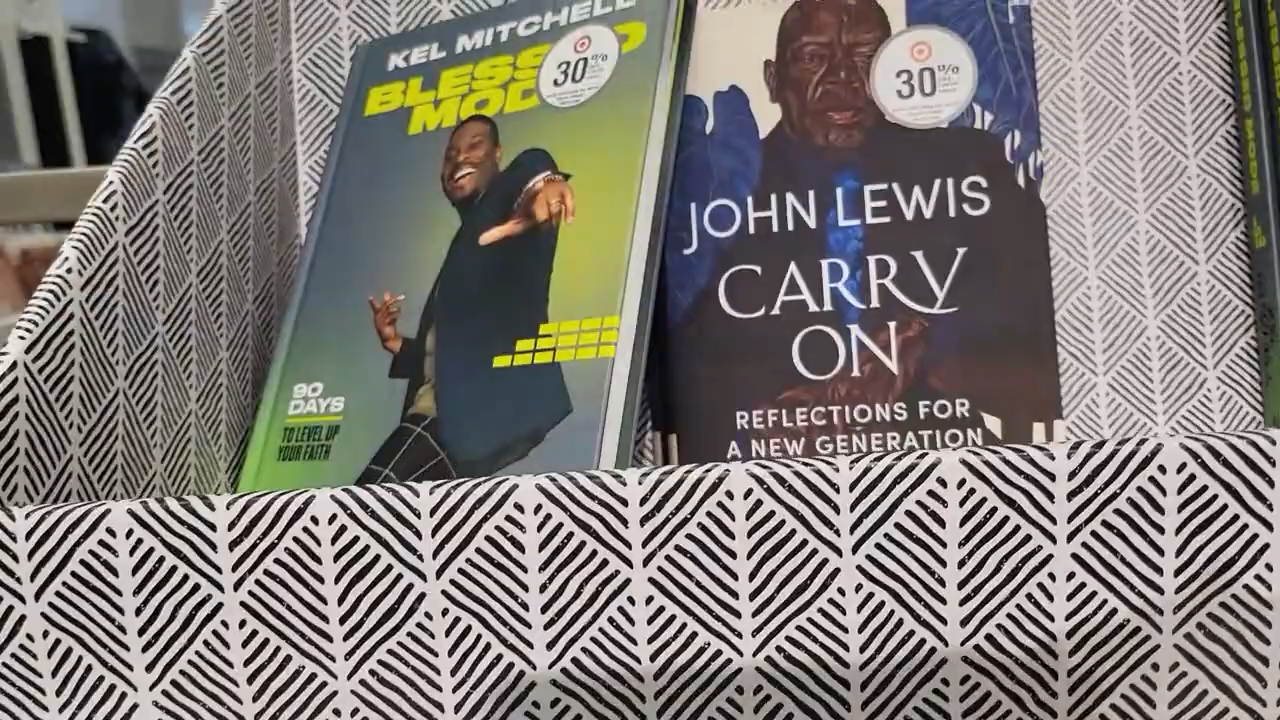 KEL MITCHELL
BLESSED
MODE
30%
90
DAYS
TO LEVEL UP
YOUR FAITH
30%
JOHN LEWIS
CARRY
ON
REFLECTIONS FOR
A NEW GENERATION